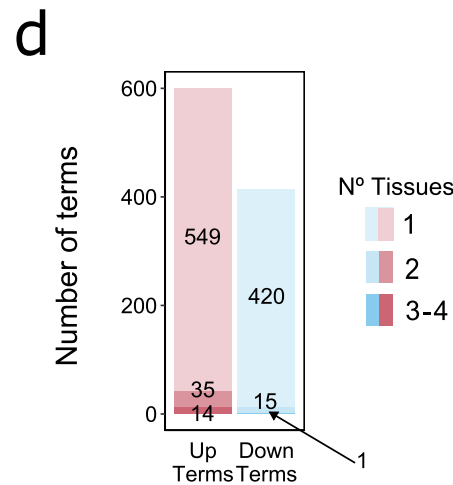 d
Number of terms
600
400
200
0
549
35
14
420
15
1
Up
Terms
Down
Terms
Nº Tissues
1
2
3-4